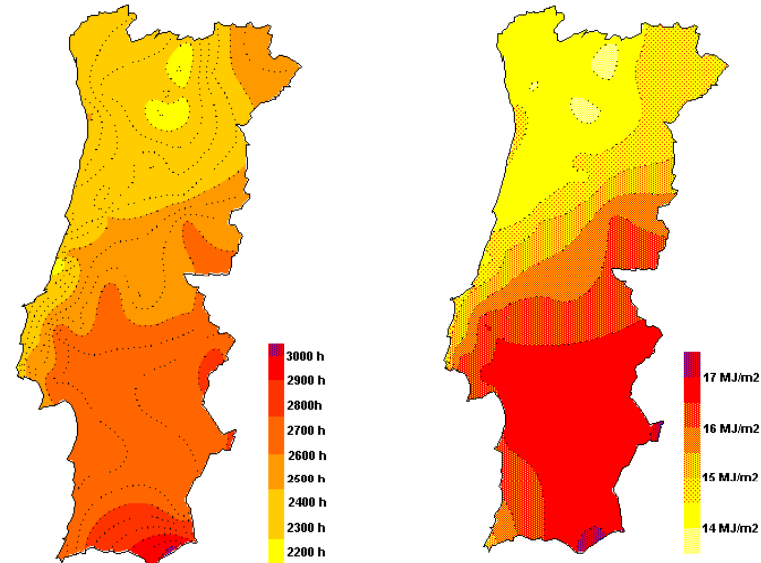 3000 h
2900 h
2800h
2700 h
2600 h
2500 h
2400 h
2300 h
2200 h
17 MJ/m2
16 MJ/m2
15 MJ/m2
14 MJ/m2